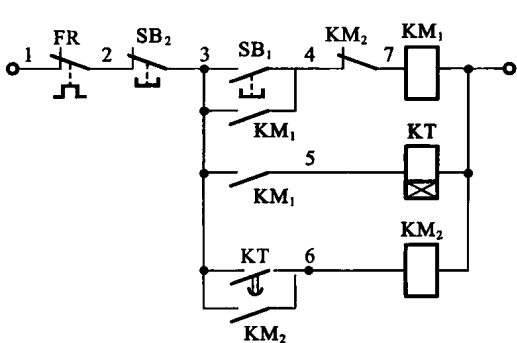 FR SB₂ SB₁ KM₂ KM₁
1 2 3 4 7
KM₁
5 KT
KM₁
KT 6 KM₂
KM₂